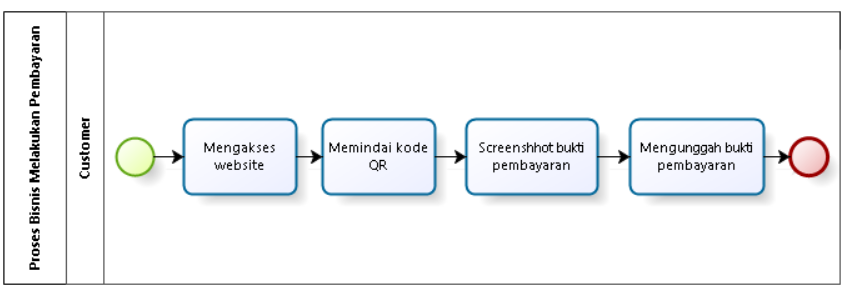 Proses Bisnis Melakukan Pembayaran
Customer
Mengakses
website
Memindai kode
QR
Screenshhot bukti
pembayaran
Mengunggah bukti
pembayaran